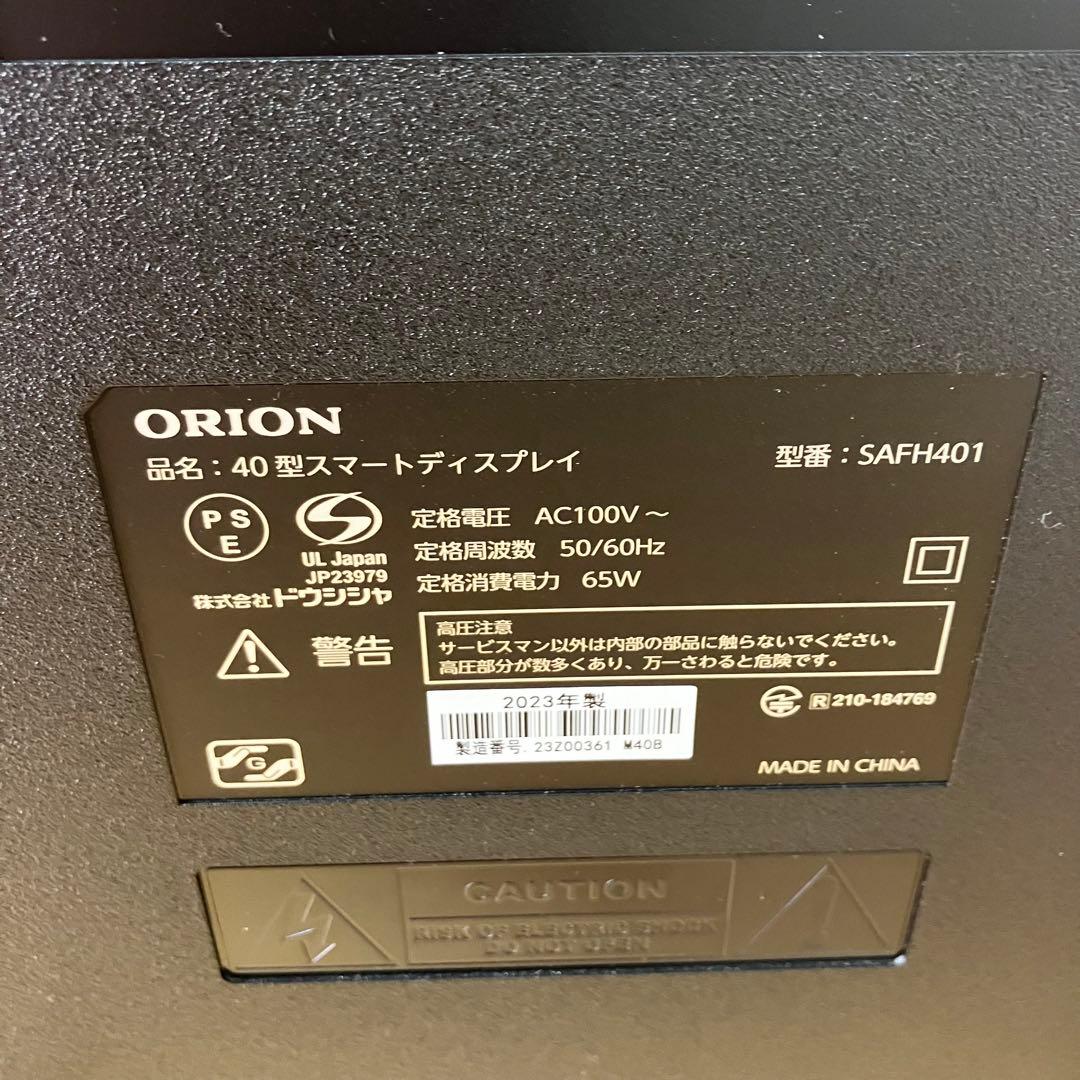 ORION
品名：40型スマートディスプレイ
型番：SAFH401
PS
E
UL Japan
JP23979
株式会社ドウシシャ
定格電圧 AC100V～
定格周波数 50/60Hz
定格消費電力 65W
警告
高圧注意
サービスマン以外は内部の部品に触らないでください。
高圧部分が数多くあり、万一さわると危険です。
2023年製
製造番号. 23Z00361 M40B
R 210-184769
G
MADE IN CHINA
CAUTION
RISK OF ELECTRIC SHOCK
DO NOT OPEN